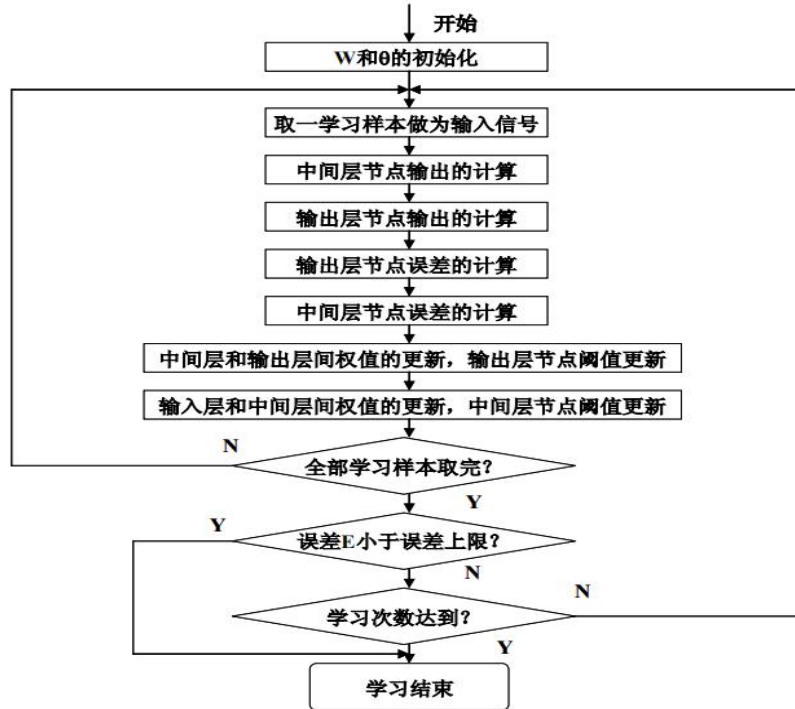 开始
W和θ的初始化
取一学习样本做为输入信号
中间层节点输出的计算
输出层节点输出的计算
输出层节点误差的计算
中间层节点误差的计算
中间层和输出层间权值的更新，输出层节点阈值更新
输入层和中间层间权值的更新，中间层节点阈值更新
N
全部学习样本取完？
Y
Y
误差E小于误差上限？
N
N
学习次数达到？
Y
学习结束